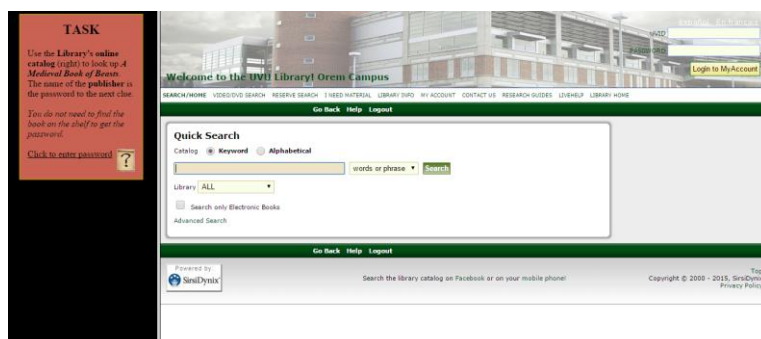 TASK
Use the Library's online
catalog (right) to look up A
Medieval Book of Beasts.
The name of the publisher is
the password to the next clue.
You do not need to find the
book on the shelf to get the
password.
Click to enter password
?
UVID
PASSWORD
Login to MyAccount
Welcome to the UVU Library! Orem Campus
SEARCH/HOME VIDEO/DVD SEARCH RESERVE SEARCH I NEED MATERIAL LIBRARY INFO MY ACCOUNT CONTACT US RESEARCH GUIDES LIVEHELP LIBRARY HOME
Go Back Help Logout
Quick Search
Catalog Keyword Alphabetical
words or phrase Search
Library ALL
Search only Electronic Books
Advanced Search
Go Back Help Logout
Powered by
SirsiDynix
Search the library catalog on Facebook or on your mobile phone!
Top
Copyright © 2000 - 2015, SirsiDynix
Privacy Policy